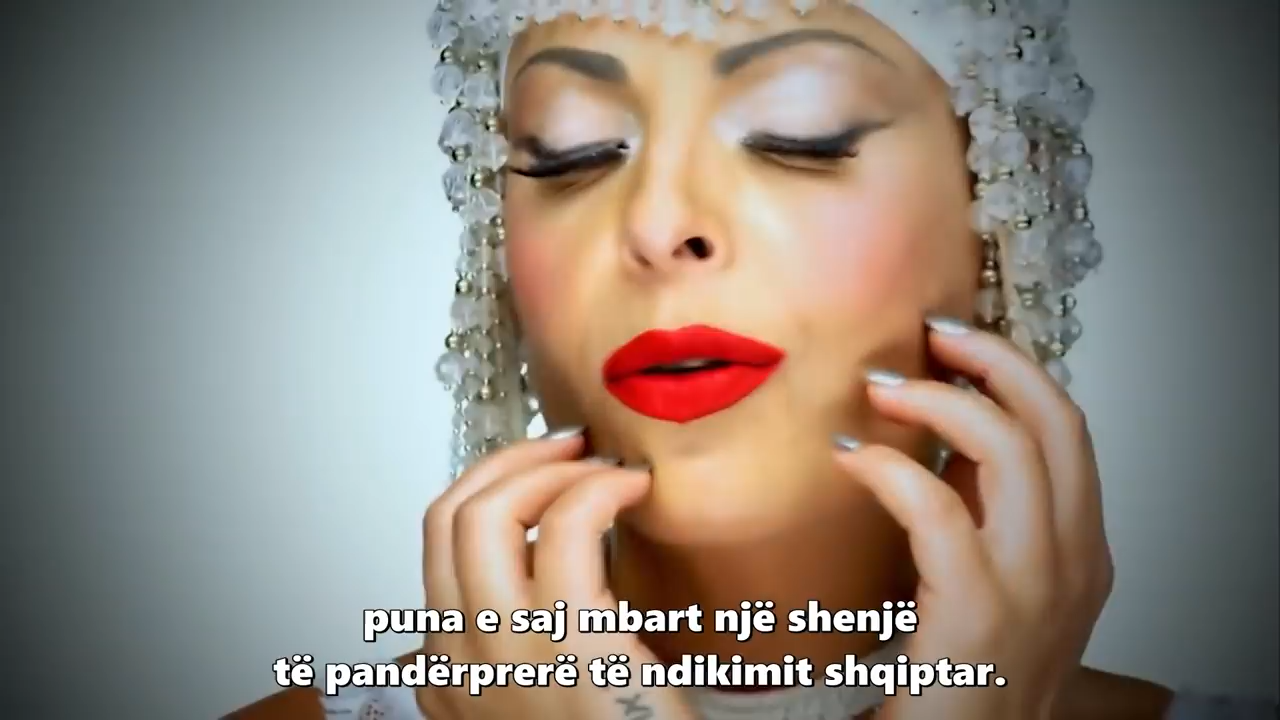 puna e saj mbart një shenjë
të pandërprerë të ndikimit shqiptar.